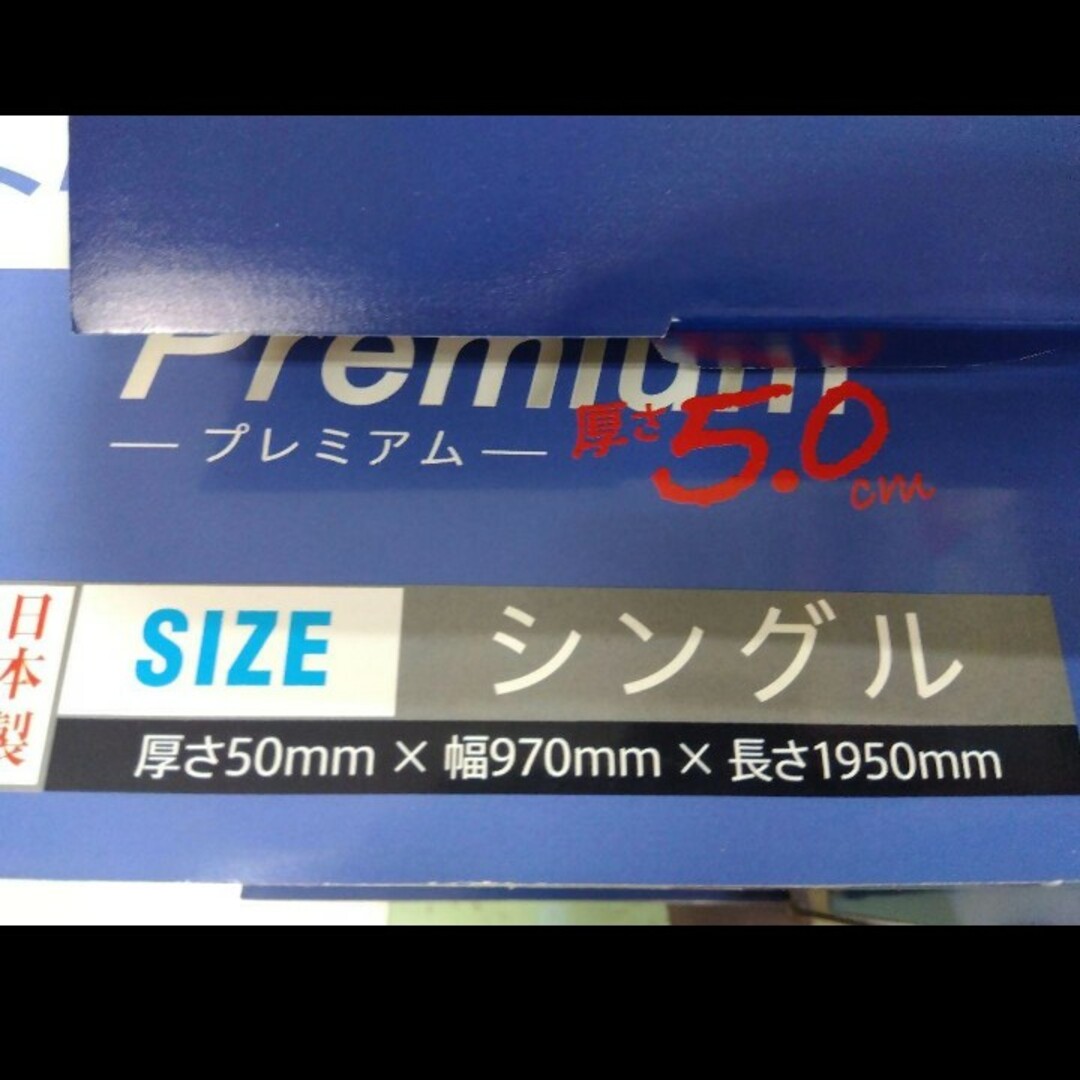 Premium
— プレミアム —
厚さ5.0cm
日本製
SIZE
シングル
厚さ50mm × 幅970mm × 長さ1950mm